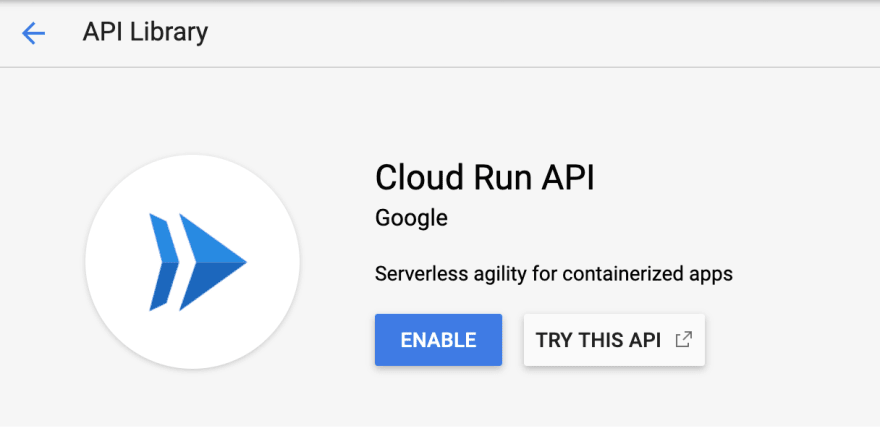 API Library
Cloud Run API
Google
Serverless agility for containerized apps
ENABLE
TRY THIS API